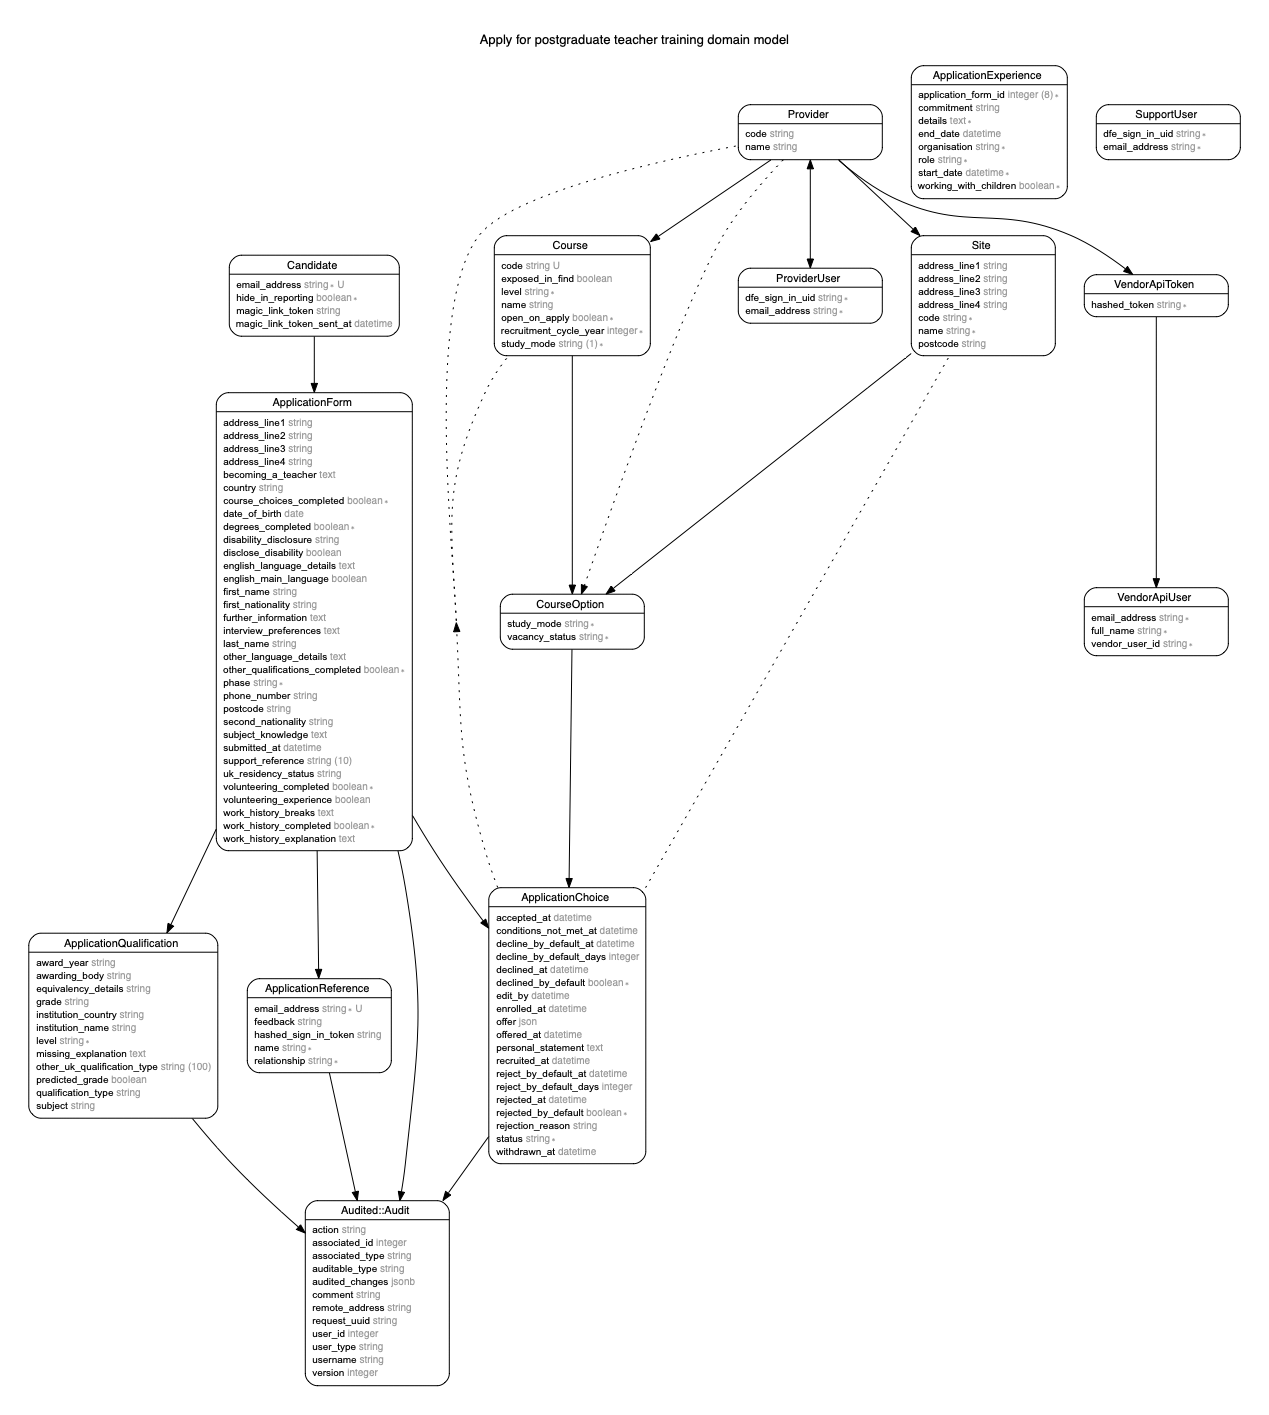 Apply for postgraduate teacher training domain model
ApplicationExperience
application_form_id integer (8) *
commitment string
details text *
end_date datetime
organisation string *
role string *
start_date datetime *
working_with_children boolean *
Provider
code string
name string
SupportUser
dfe_sign_in_uid string *
email_address string *
Candidate
email_address string * U
hide_in_reporting boolean *
magic_link_token string
magic_link_token_sent_at datetime
Course
code string U
exposed_in_find boolean
level string *
name string
open_on_apply boolean *
recruitment_cycle_year integer *
study_mode string (1) *
ProviderUser
dfe_sign_in_uid string *
email_address string *
Site
address_line1 string
address_line2 string
address_line3 string
address_line4 string
code string *
name string *
postcode string
VendorApiToken
hashed_token string *
ApplicationForm
address_line1 string
address_line2 string
address_line3 string
address_line4 string
becoming_a_teacher text
country string
course_choices_completed boolean *
date_of_birth date
degrees_completed boolean *
disability_disclosure string
disclose_disability boolean
english_language_details text
english_main_language boolean
first_name string
first_nationality string
further_information text
interview_preferences text
last_name string
other_language_details text
other_qualifications_completed boolean *
phase string *
phone_number string
postcode string
second_nationality string
subject_knowledge text
submitted_at datetime
support_reference string (10)
uk_residency_status string
volunteering_completed boolean *
volunteering_experience boolean
work_history_breaks text
work_history_completed boolean *
work_history_explanation text
CourseOption
study_mode string *
vacancy_status string *
VendorApiUser
email_address string *
full_name string *
vendor_user_id string *
ApplicationQualification
award_year string
awarding_body string
equivalency_details string
grade string
institution_country string
institution_name string
level string *
missing_explanation text
other_uk_qualification_type string (100)
predicted_grade boolean
qualification_type string
subject string
ApplicationReference
email_address string * U
feedback string
hashed_sign_in_token string
name string *
relationship string *
ApplicationChoice
accepted_at datetime
conditions_not_met_at datetime
decline_by_default_at datetime
decline_by_default_days integer
declined_at datetime
declined_by_default boolean *
edit_by datetime
enrolled_at datetime
offer json
offered_at datetime
personal_statement text
recruited_at datetime
reject_by_default_at datetime
reject_by_default_days integer
rejected_at datetime
rejected_by_default boolean *
rejection_reason string
status string *
withdrawn_at datetime
Audited::Audit
action string
associated_id integer
associated_type string
auditable_type string
audited_changes jsonb
comment string
remote_address string
request_uuid string
user_id integer
user_type string
username string
version integer